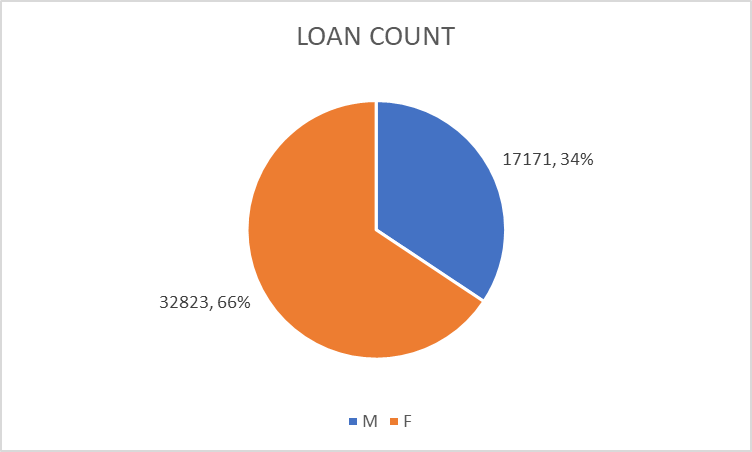 LOAN COUNT
17171, 34%
32823, 66%
M F